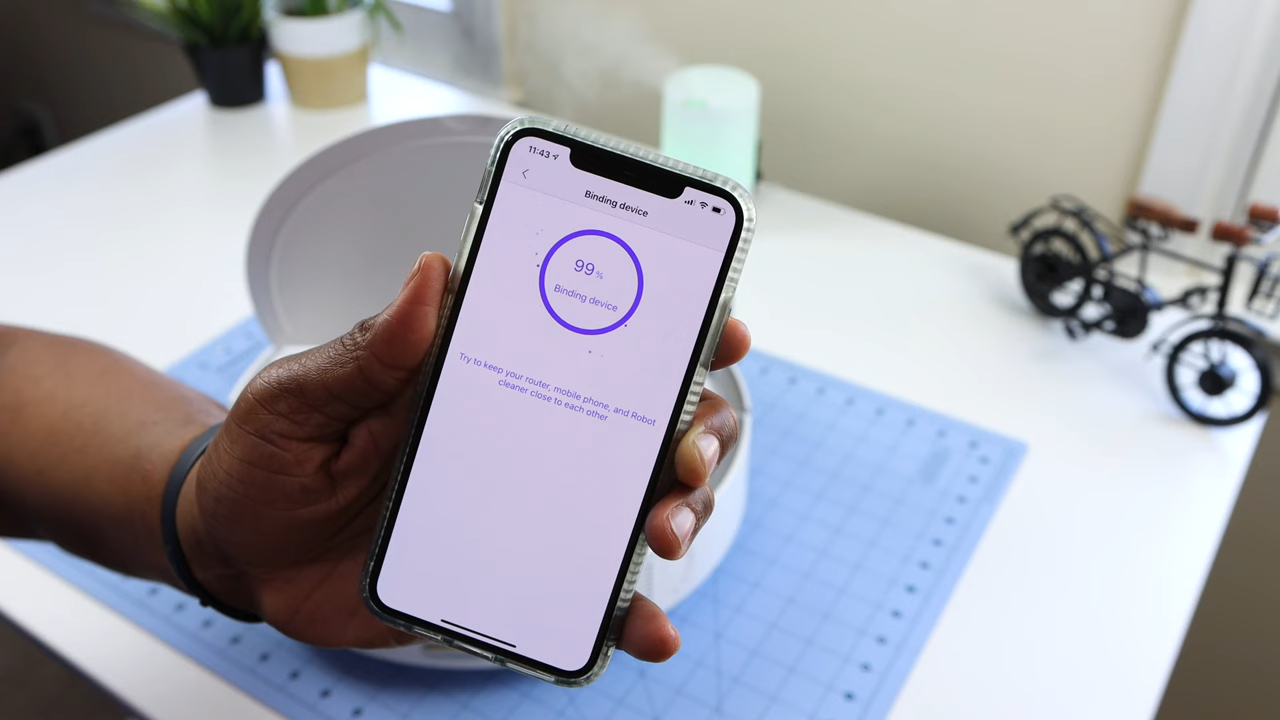 11:43
Binding device
99%
Binding device
Try to keep your router, mobile phone, and Robot
cleaner close to each other